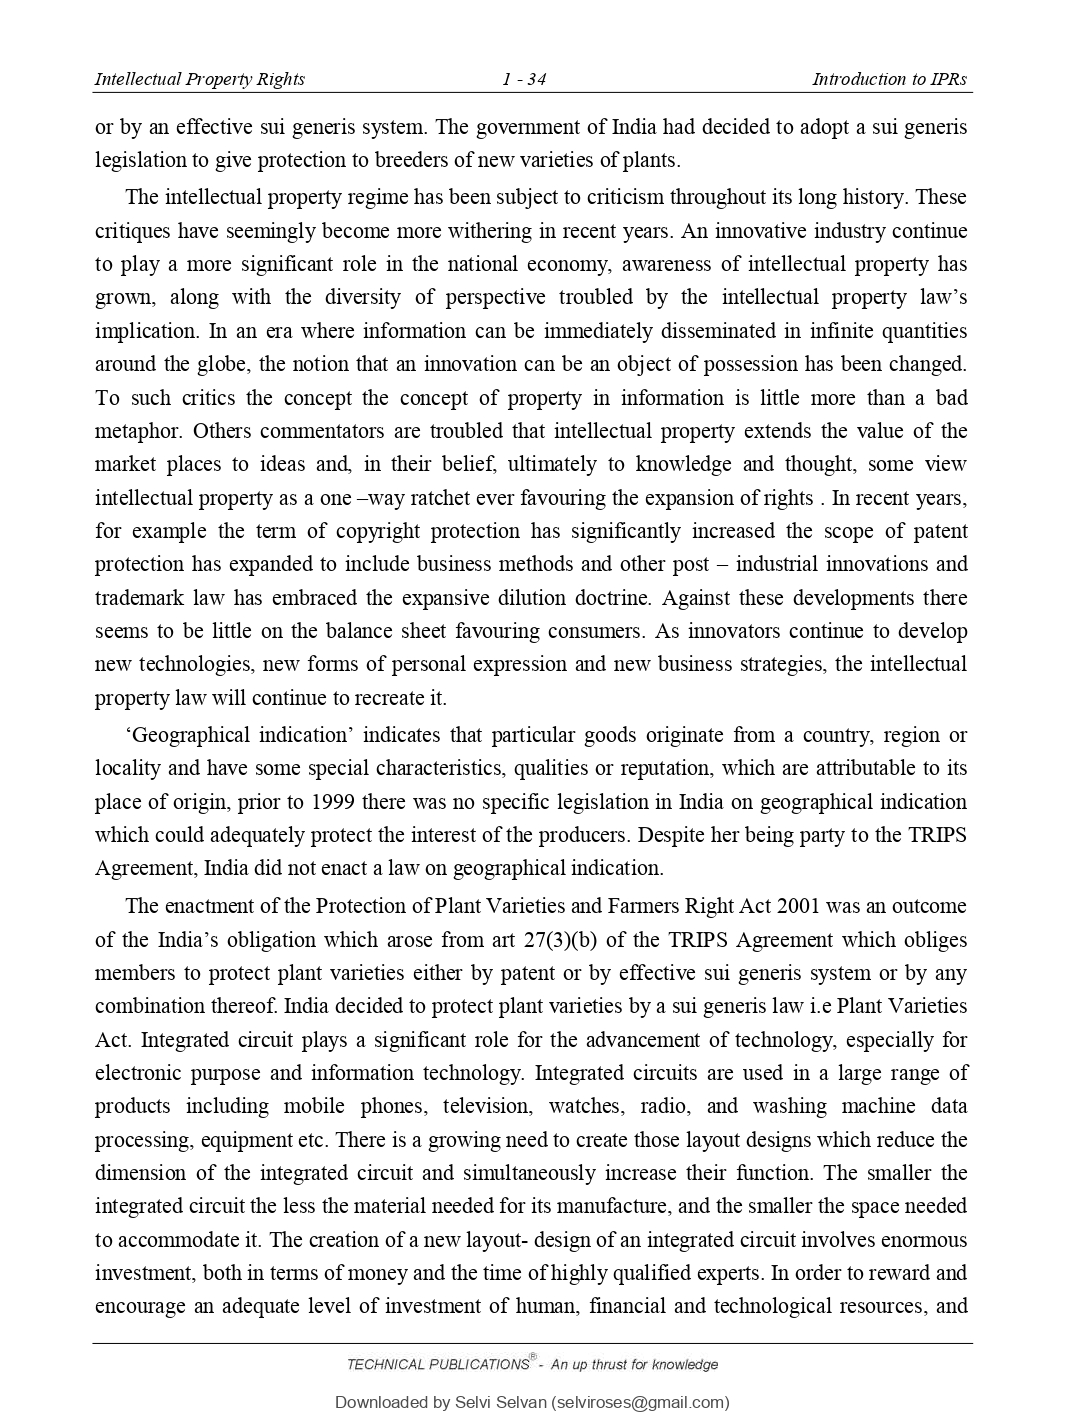 Intellectual Property Rights 1 - 34 Introduction to IPRs
or by an effective sui generis system. The government of India had decided to adopt a sui generis
legislation to give protection to breeders of new varieties of plants.
The intellectual property regime has been subject to criticism throughout its long history. These
critiques have seemingly become more withering in recent years. An innovative industry continue
to play a more significant role in the national economy, awareness of intellectual property has
grown, along with the diversity of perspective troubled by the intellectual property law’s
implication. In an era where information can be immediately disseminated in infinite quantities
around the globe, the notion that an innovation can be an object of possession has been changed.
To such critics the concept the concept of property in information is little more than a bad
metaphor. Others commentators are troubled that intellectual property extends the value of the
market places to ideas and, in their belief, ultimately to knowledge and thought, some view
intellectual property as a one –way ratchet ever favouring the expansion of rights . In recent years,
for example the term of copyright protection has significantly increased the scope of patent
protection has expanded to include business methods and other post – industrial innovations and
trademark law has embraced the expansive dilution doctrine. Against these developments there
seems to be little on the balance sheet favouring consumers. As innovators continue to develop
new technologies, new forms of personal expression and new business strategies, the intellectual
property law will continue to recreate it.
‘Geographical indication’ indicates that particular goods originate from a country, region or
locality and have some special characteristics, qualities or reputation, which are attributable to its
place of origin, prior to 1999 there was no specific legislation in India on geographical indication
which could adequately protect the interest of the producers. Despite her being party to the TRIPS
Agreement, India did not enact a law on geographical indication.
The enactment of the Protection of Plant Varieties and Farmers Right Act 2001 was an outcome
of the India’s obligation which arose from art 27(3)(b) of the TRIPS Agreement which obliges
members to protect plant varieties either by patent or by effective sui generis system or by any
combination thereof. India decided to protect plant varieties by a sui generis law i.e Plant Varieties
Act. Integrated circuit plays a significant role for the advancement of technology, especially for
electronic purpose and information technology. Integrated circuits are used in a large range of
products including mobile phones, television, watches, radio, and washing machine data
processing, equipment etc. There is a growing need to create those layout designs which reduce the
dimension of the integrated circuit and simultaneously increase their function. The smaller the
integrated circuit the less the material needed for its manufacture, and the smaller the space needed
to accommodate it. The creation of a new layout- design of an integrated circuit involves enormous
investment, both in terms of money and the time of highly qualified experts. In order to reward and
encourage an adequate level of investment of human, financial and technological resources, and
TECHNICAL PUBLICATIONS® - An up thrust for knowledge
Downloaded by Selvi Selvan (selviroses@gmail.com)